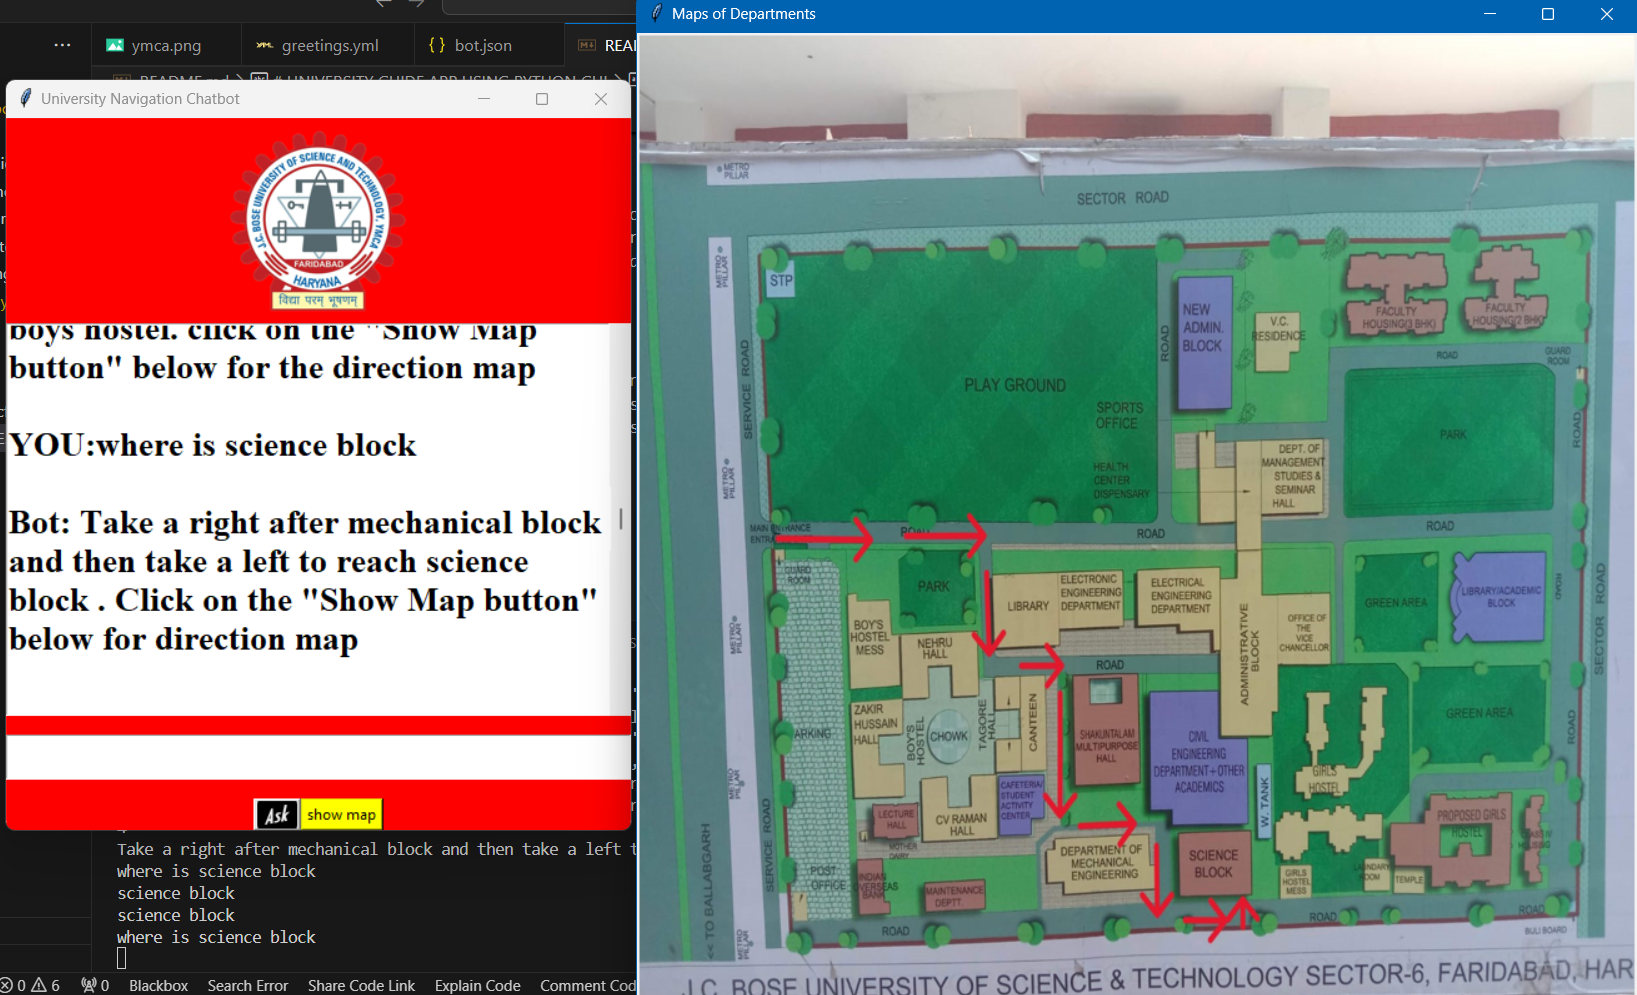 ymca.png
greetings.yml
bot.json
University Navigation Chatbot
J.C. BOSE UNIVERSITY OF SCIENCE AND TECHNOLOGY, YMCA
FARIDABAD
HARYANA
विद्या परम् भूषणम्
boys hostel. click on the "Show Map
button" below for the direction map
YOU:where is science block
Bot: Take a right after mechanical block
and then take a left to reach science
block . Click on the "Show Map button"
below for direction map
Ask
show map
Take a right after mechanical block and then take a left t
where is science block
science block
science block
where is science block
0
6
0
Blackbox
Search Error
Share Code Link
Explain Code
Comment Cod
Maps of Departments
METRO
PILLAR
SECTOR ROAD
METRO
PILLAR
STP
SERVICE ROAD
PLAY GROUND
SPORTS
OFFICE
HEALTH
CENTER
DISPENSARY
ROAD
NEW
ADMIN.
BLOCK
V.C.
RESIDENCE
FACULTY
HOUSING(3 BHK)
FACULTY
HOUSING(2 BHK)
ROAD
GUARD
ROOM
PARK
ROAD
DEPT. OF
MANAGEMENT
STUDIES &
SEMINAR
HALL
METRO
PILLAR
MAIN ENTRANCE
ROAD
ROAD
ROAD
GUARD
ROOM
PARK
LIBRARY
ELECTRONIC
ENGINEERING
DEPARTMENT
ELECTRICAL
ENGINEERING
DEPARTMENT
ADMINISTRATIVE
BLOCK
OFFICE OF
THE
VICE
CHANCELLOR
GREEN AREA
LIBRARY/ACADEMIC
BLOCK
ROAD
SECTOR ROAD
METRO
PILLAR
BOY'S
HOSTEL
MESS
NEHRU
HALL
ROAD
ZAKIR
HUSSAIN
HALL
BOY'S
HOSTEL
CHOWK
TAGORE
HALL
CANTEEN
SHAKUNTALAM
MULTIPURPOSE
HALL
CIVIL
ENGINEERING
DEPARTMENT+OTHER
ACADEMICS
W. TANK
GIRLS
HOSTEL
GREEN AREA
ROAD
PARKING
METRO
PILLAR
SERVICE ROAD
LECTURE
HALL
CV RAMAN
HALL
CAFETERIA/
STUDENT
ACTIVITY
CENTER
MOTHER
DAIRY
POST
OFFICE
INDIAN
OVERSEAS
BANK
MAINTENANCE
DEPTT.
DEPARTMENT OF
MECHANICAL
ENGINEERING
SCIENCE
BLOCK
GIRLS
HOSTEL
MESS
LAUNDARY
ROOM
TEMPLE
PROPOSED GIRLS
HOSTEL
<< TO BALLABGARH
METRO
PILLAR
ROAD
ROAD
ROAD
BIJLI BOARD
J.C. BOSE UNIVERSITY OF SCIENCE & TECHNOLOGY SECTOR-6, FARIDABAD, HAR